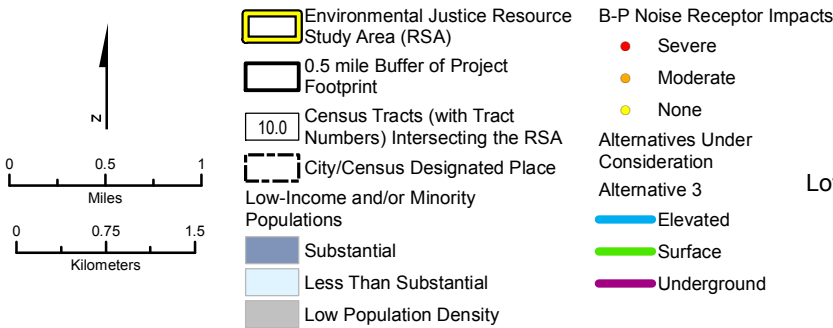 N
0 0.5 1
Miles
0 0.75 1.5
Kilometers
Environmental Justice Resource
Study Area (RSA)
0.5 mile Buffer of Project
Footprint
10.0
Census Tracts (with Tract
Numbers) Intersecting the RSA
City/Census Designated Place
Low-Income and/or Minority
Populations
Substantial
Less Than Substantial
Low Population Density
B-P Noise Receptor Impacts
Severe
Moderate
None
Alternatives Under
Consideration
Alternative 3
Elevated
Surface
Underground
Lo